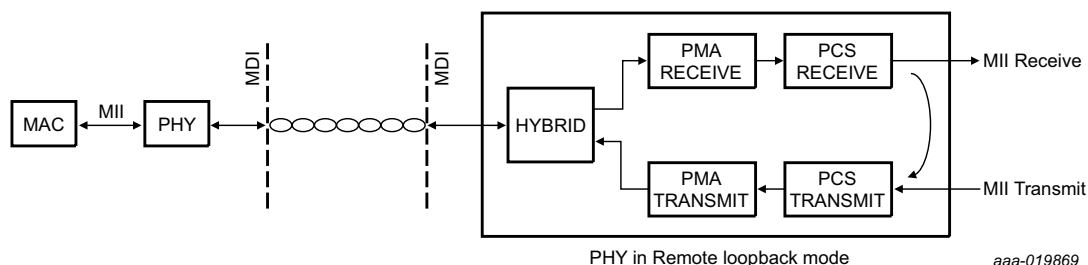 MAC
MII
PHY
MDI
MDI
HYBRID
PMA
RECEIVE
PCS
RECEIVE
MII Receive
PMA
TRANSMIT
PCS
TRANSMIT
MII Transmit
PHY in Remote loopback mode
aaa-019869